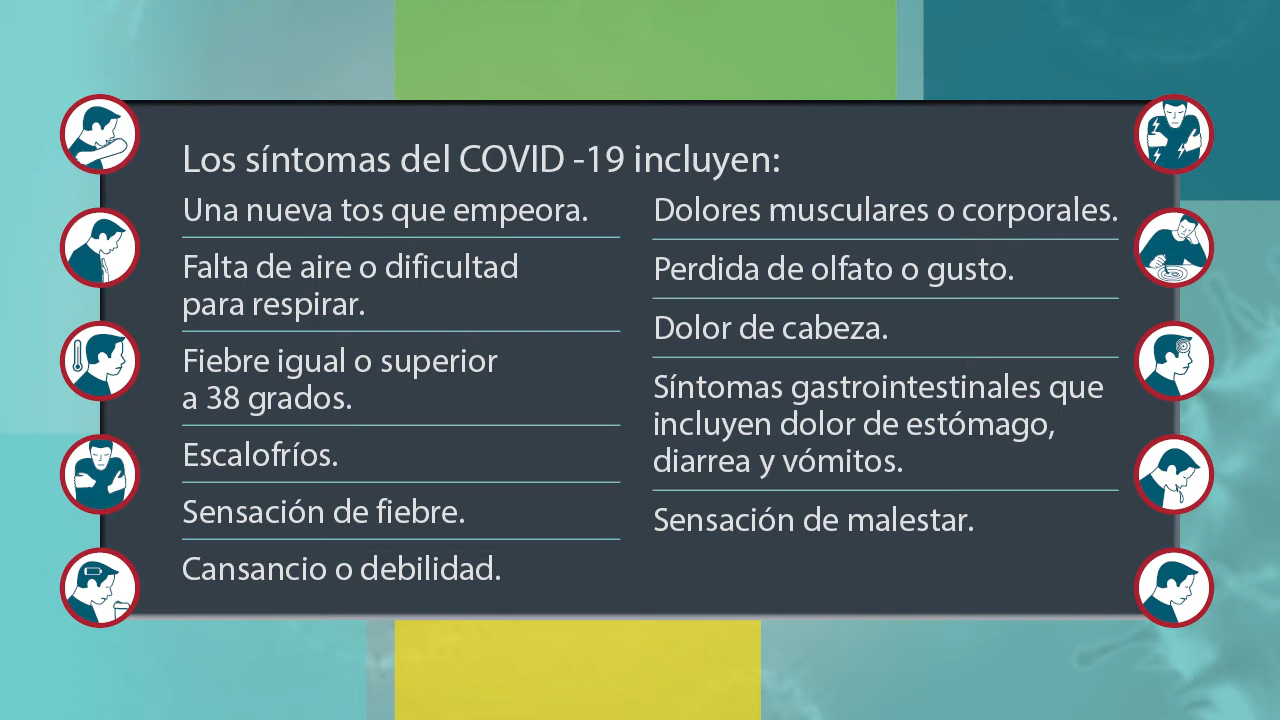 Los síntomas del COVID -19 incluyen:
Una nueva tos que empeora.
Falta de aire o dificultad
para respirar.
Fiebre igual o superior
a 38 grados.
Escalofríos.
Sensación de fiebre.
Cansancio o debilidad.
Dolores musculares o corporales.
Perdida de olfato o gusto.
Dolor de cabeza.
Síntomas gastrointestinales que
incluyen dolor de estómago,
diarrea y vómitos.
Sensación de malestar.